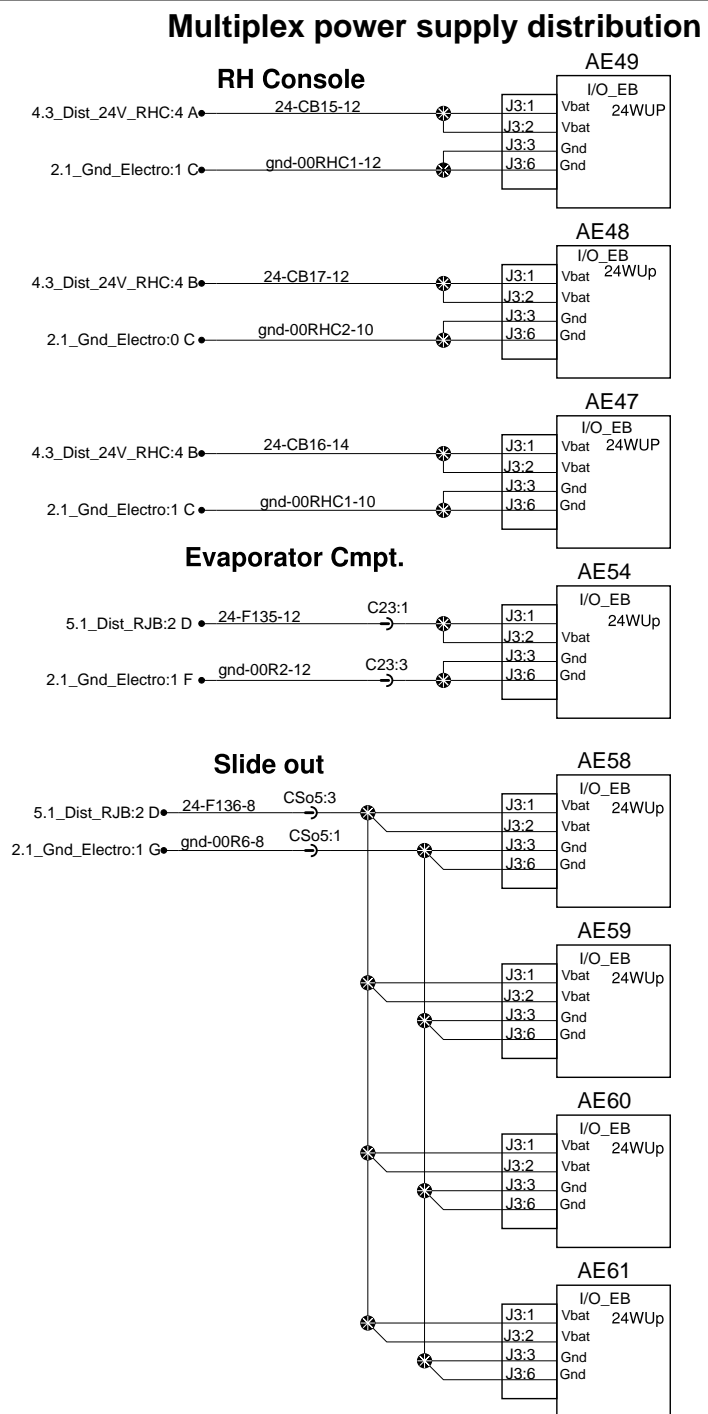 Multiplex power supply distribution
RH Console
AE49
I/O_EB
24WUP
4.3_Dist_24V_RHC:4 A
24-CB15-12
J3:1
Vbat
J3:2
Vbat
J3:3
Gnd
2.1_Gnd_Electro:1 C
gnd-00RHC1-12
J3:6
Gnd
AE48
I/O_EB
24WUp
4.3_Dist_24V_RHC:4 B
24-CB17-12
J3:1
Vbat
J3:2
Vbat
J3:3
Gnd
2.1_Gnd_Electro:0 C
gnd-00RHC2-10
J3:6
Gnd
AE47
I/O_EB
24WUP
4.3_Dist_24V_RHC:4 B
24-CB16-14
J3:1
Vbat
J3:2
Vbat
J3:3
Gnd
2.1_Gnd_Electro:1 C
gnd-00RHC1-10
J3:6
Gnd
Evaporator Cmpt.
AE54
I/O_EB
24WUp
5.1_Dist_RJB:2 D
24-F135-12
C23:1
J3:1
J3:2
Vbat
J3:3
Gnd
2.1_Gnd_Electro:1 F
gnd-00R2-12
C23:3
J3:6
Gnd
Slide out
AE58
I/O_EB
24WUp
5.1_Dist_RJB:2 D
24-F136-8
CSo5:3
J3:1
Vbat
J3:2
Vbat
2.1_Gnd_Electro:1 G
gnd-00R6-8
CSo5:1
J3:3
Gnd
J3:6
Gnd
AE59
I/O_EB
24WUp
J3:1
Vbat
J3:2
Vbat
J3:3
Gnd
J3:6
Gnd
AE60
I/O_EB
24WUp
J3:1
Vbat
J3:2
Vbat
J3:3
Gnd
J3:6
Gnd
AE61
I/O_EB
24WUp
J3:1
Vbat
J3:2
Vbat
J3:3
Gnd
J3:6
Gnd